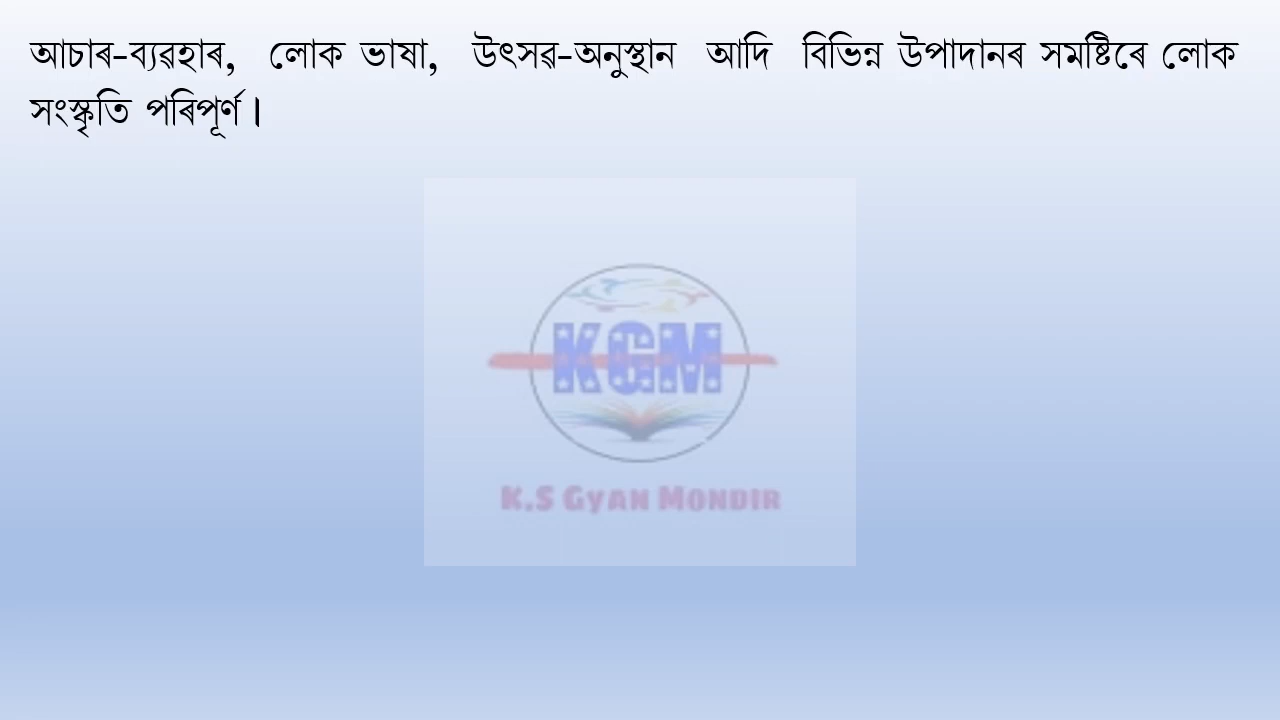 আচাৰ-ব্যৱহাৰ, লোক ভাষা, উৎসৱ-অনুস্থান আদি বিভিন্ন উপাদানৰ সমষ্টিৰে লোক
সংস্কৃতি পৰিপূৰ্ণ।
KGM
K.S Gyan Mondir